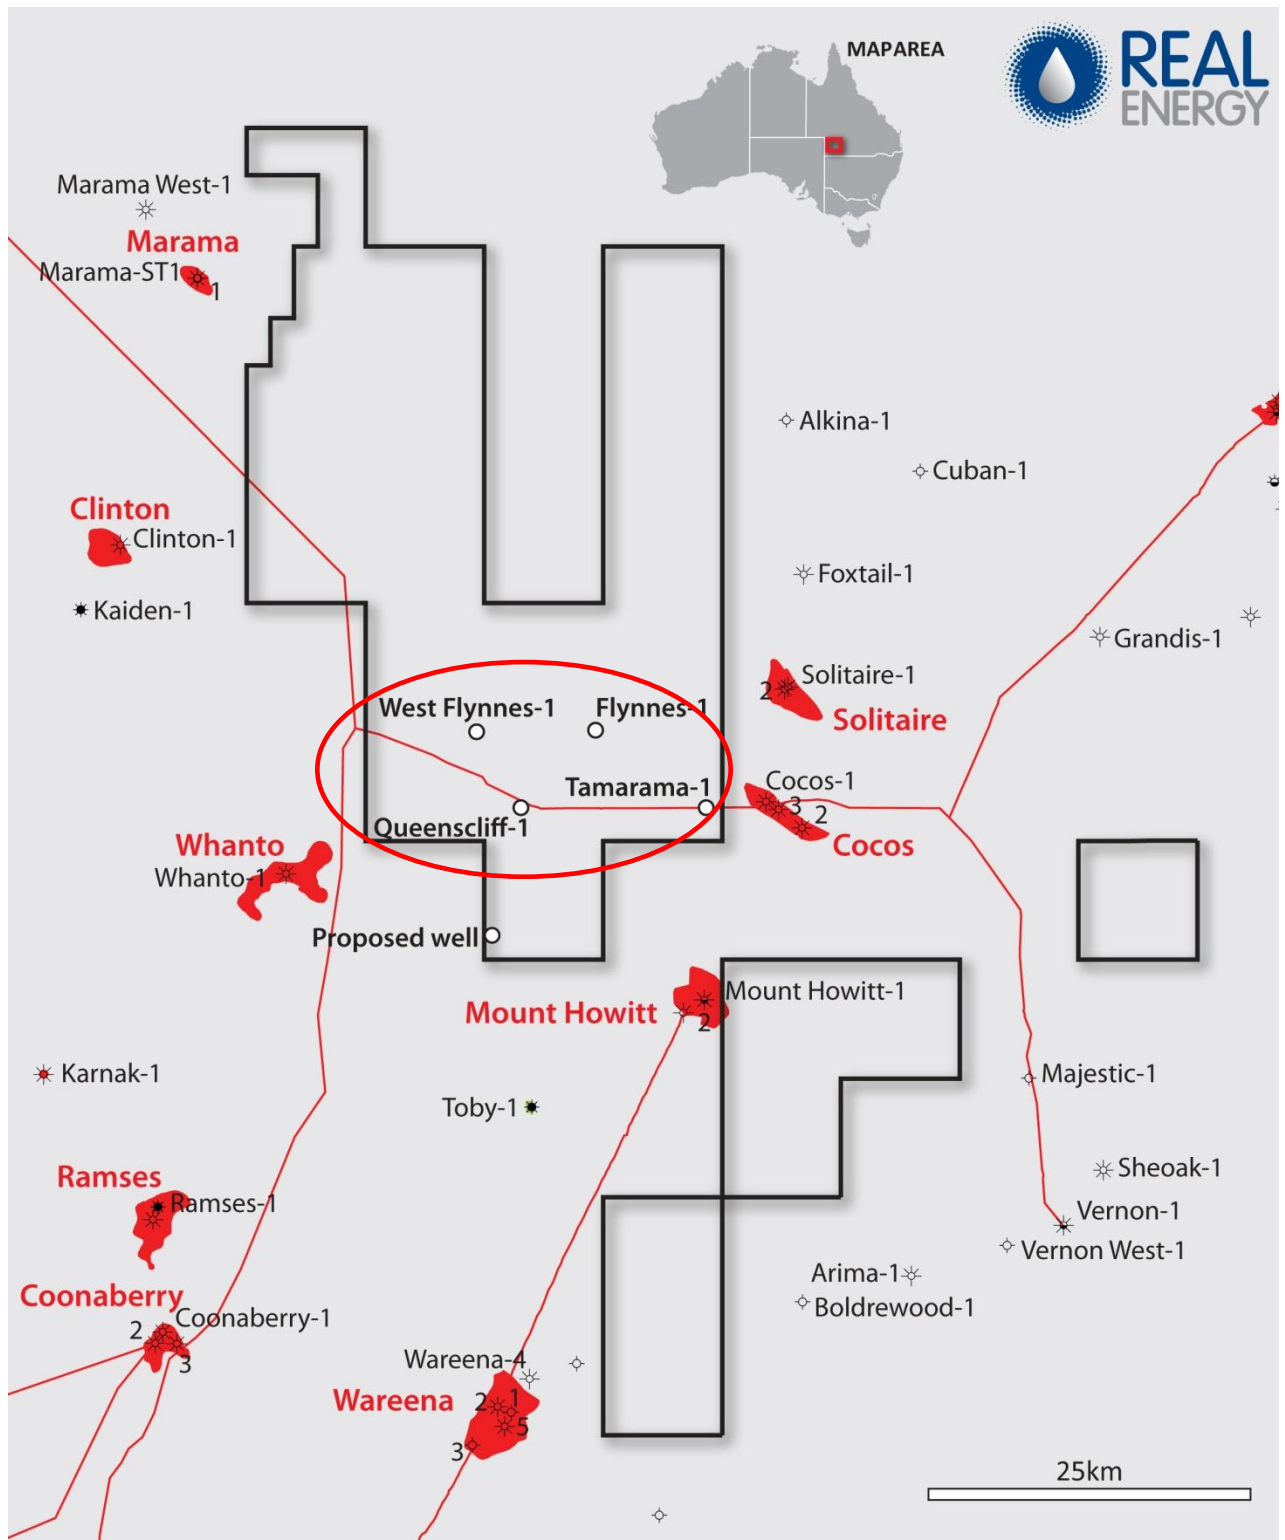 MAPAREA
REAL
ENERGY
Marama West-1
Marama
Marama-ST1
1
Alkina-1
Cuban-1
Clinton
Clinton-1
Foxtail-1
Kaiden-1
Grandis-1
Solitaire-1
2
Solitaire
West Flynnes-1
Flynnes-1
Tamarama-1
Cocos-1
3
2
Queenscliff-1
Cocos
Whanto
Whanto-1
Proposed well
Mount Howitt-1
Mount Howitt
2
Karnak-1
Majestic-1
Toby-1
Sheoak-1
Ramses
Ramses-1
Vernon-1
Vernon West-1
Arima-1
Boldrewood-1
Coonaberry
Coonaberry-1
2
3
Wareena-4
Wareena
2
1
5
3
25km